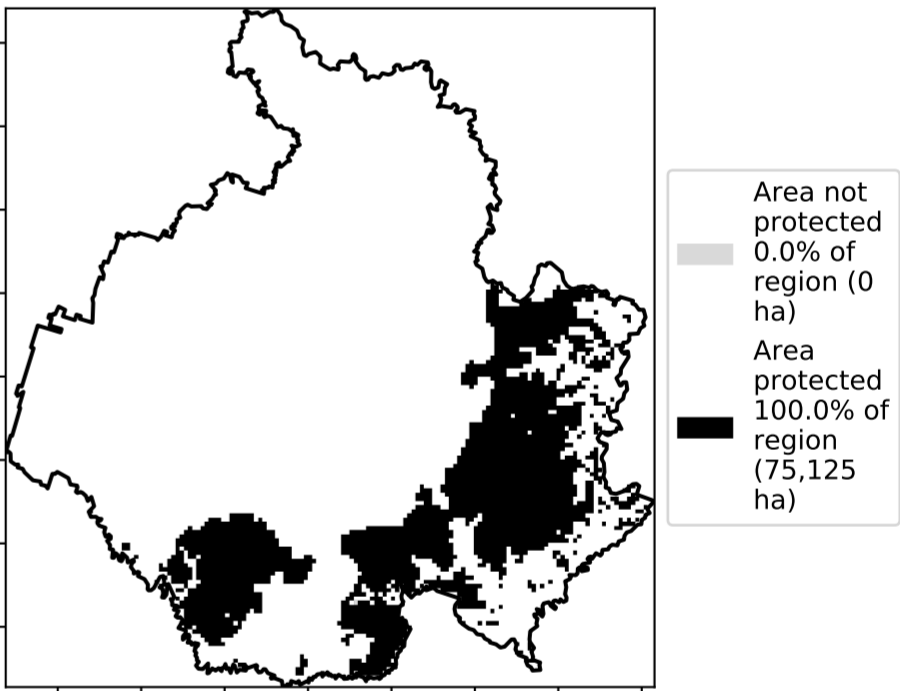 Area not
protected
0.0% of
region (0
ha)
Area
protected
100.0% of
region
(75,125
ha)